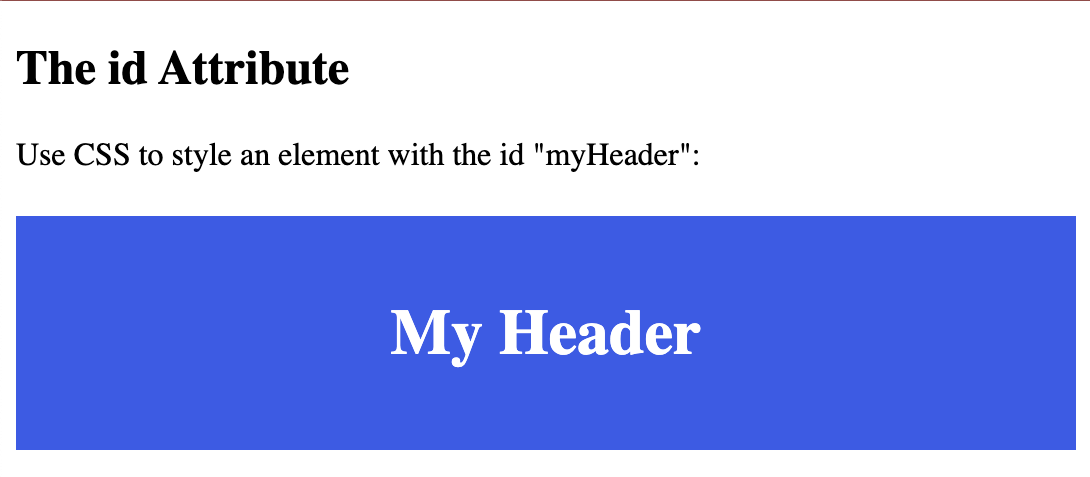 The id Attribute
Use CSS to style an element with the id "myHeader":
My Header